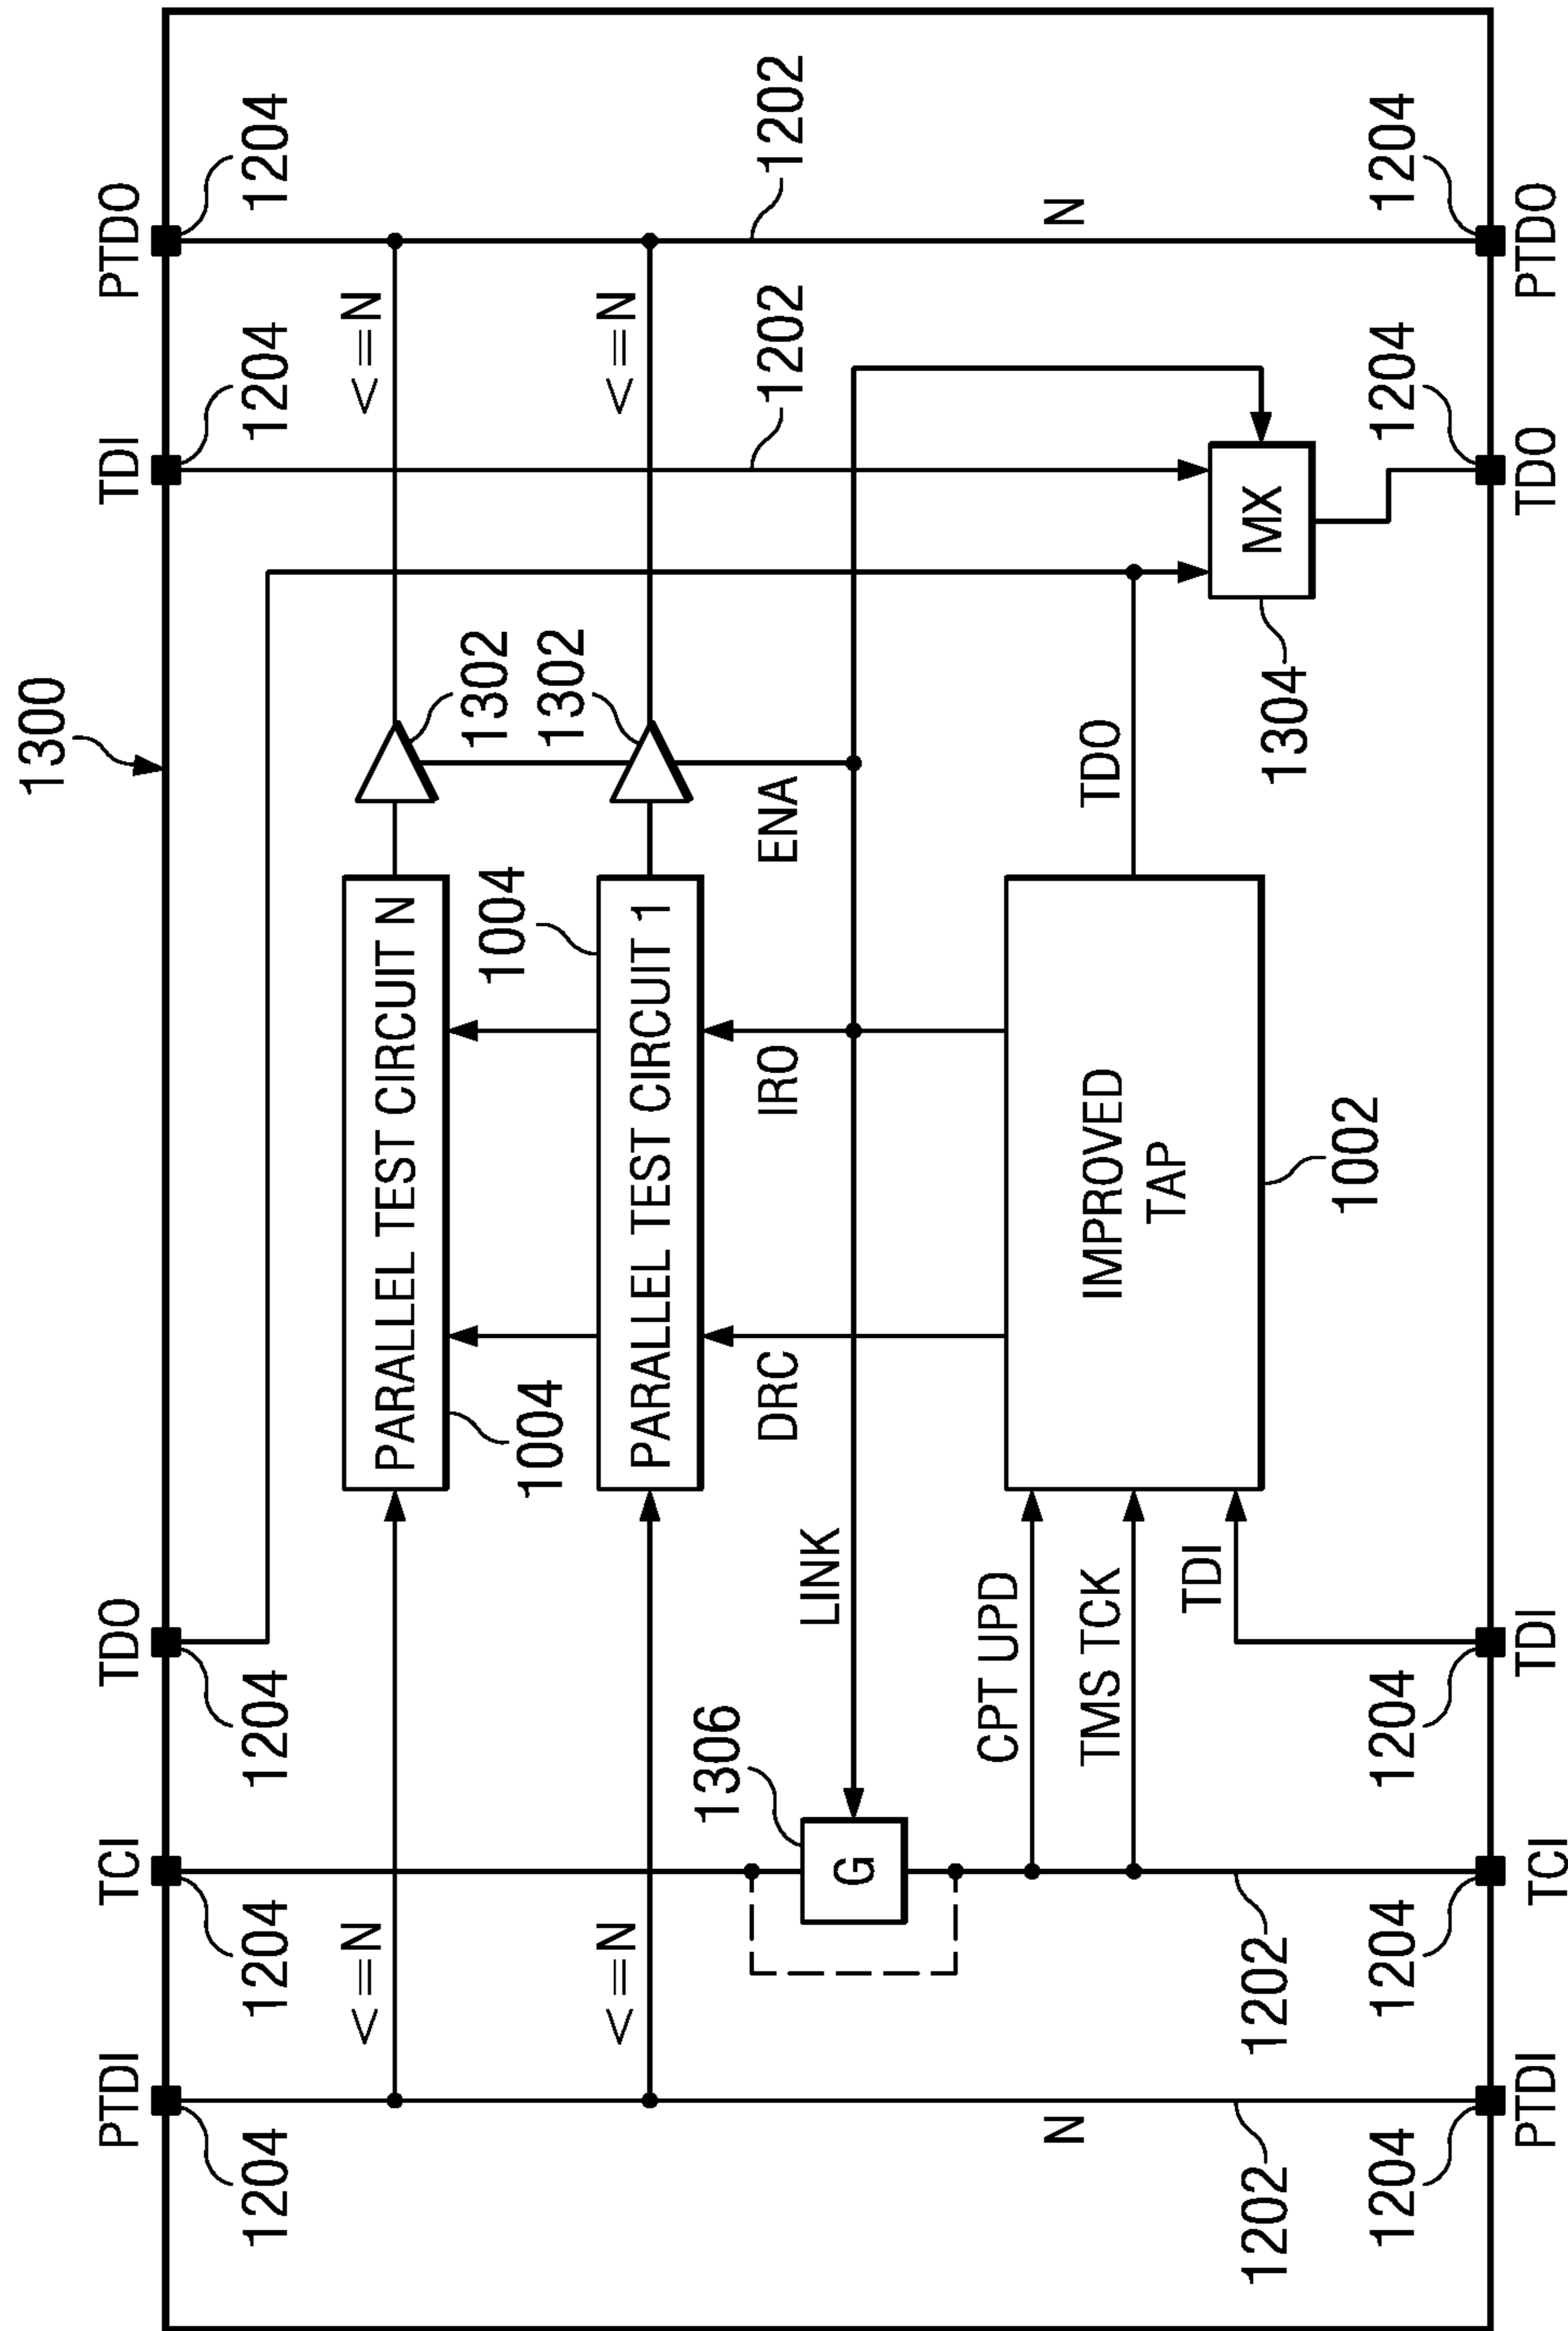 1300
PTDI
TCI
TDO
TDI
PTDO
1204
1204
1204
1204
1204
<=N
<=N
PARALLEL TEST CIRCUIT N
1302
1004
1004
1302
<=N
<=N
PARALLEL TEST CIRCUIT 1
1306
DRC
IRO
ENA
1202
1202
LINK
G
CPT UPD
TMS TCK
TDI
IMPROVED
TAP
TDO
N
N
MX
1304
1202
1202
1002
1204
1204
1204
1204
1204
PTDI
TCI
TDI
TDO
PTDO